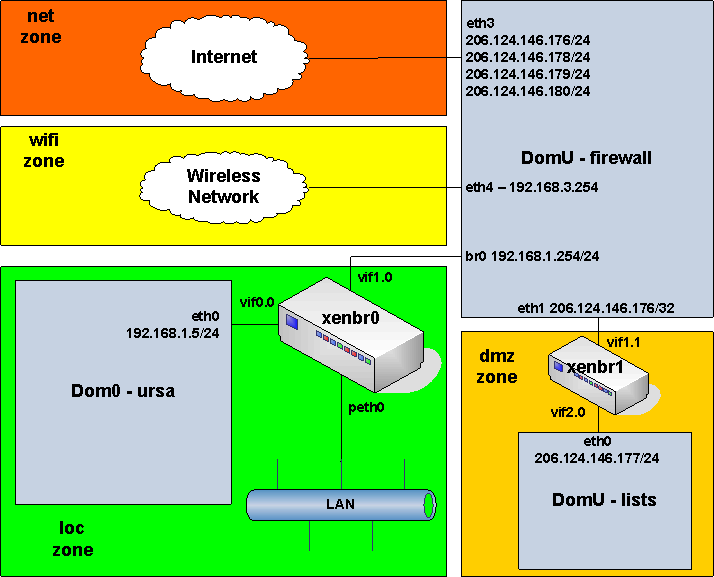 net
zone
Internet
eth3
206.124.146.176/24
206.124.146.178/24
206.124.146.179/24
206.124.146.180/24
wifi
zone
Wireless
Network
DomU - firewall
eth4 – 192.168.3.254
br0 192.168.1.254/24
eth1 206.124.146.176/32
vif1.0
vif0.0
eth0
192.168.1.5/24
xenbr0
Dom0 - ursa
peth0
LAN
loc
zone
vif1.1
dmz
zone
xenbr1
vif2.0
eth0
206.124.146.177/24
DomU - lists